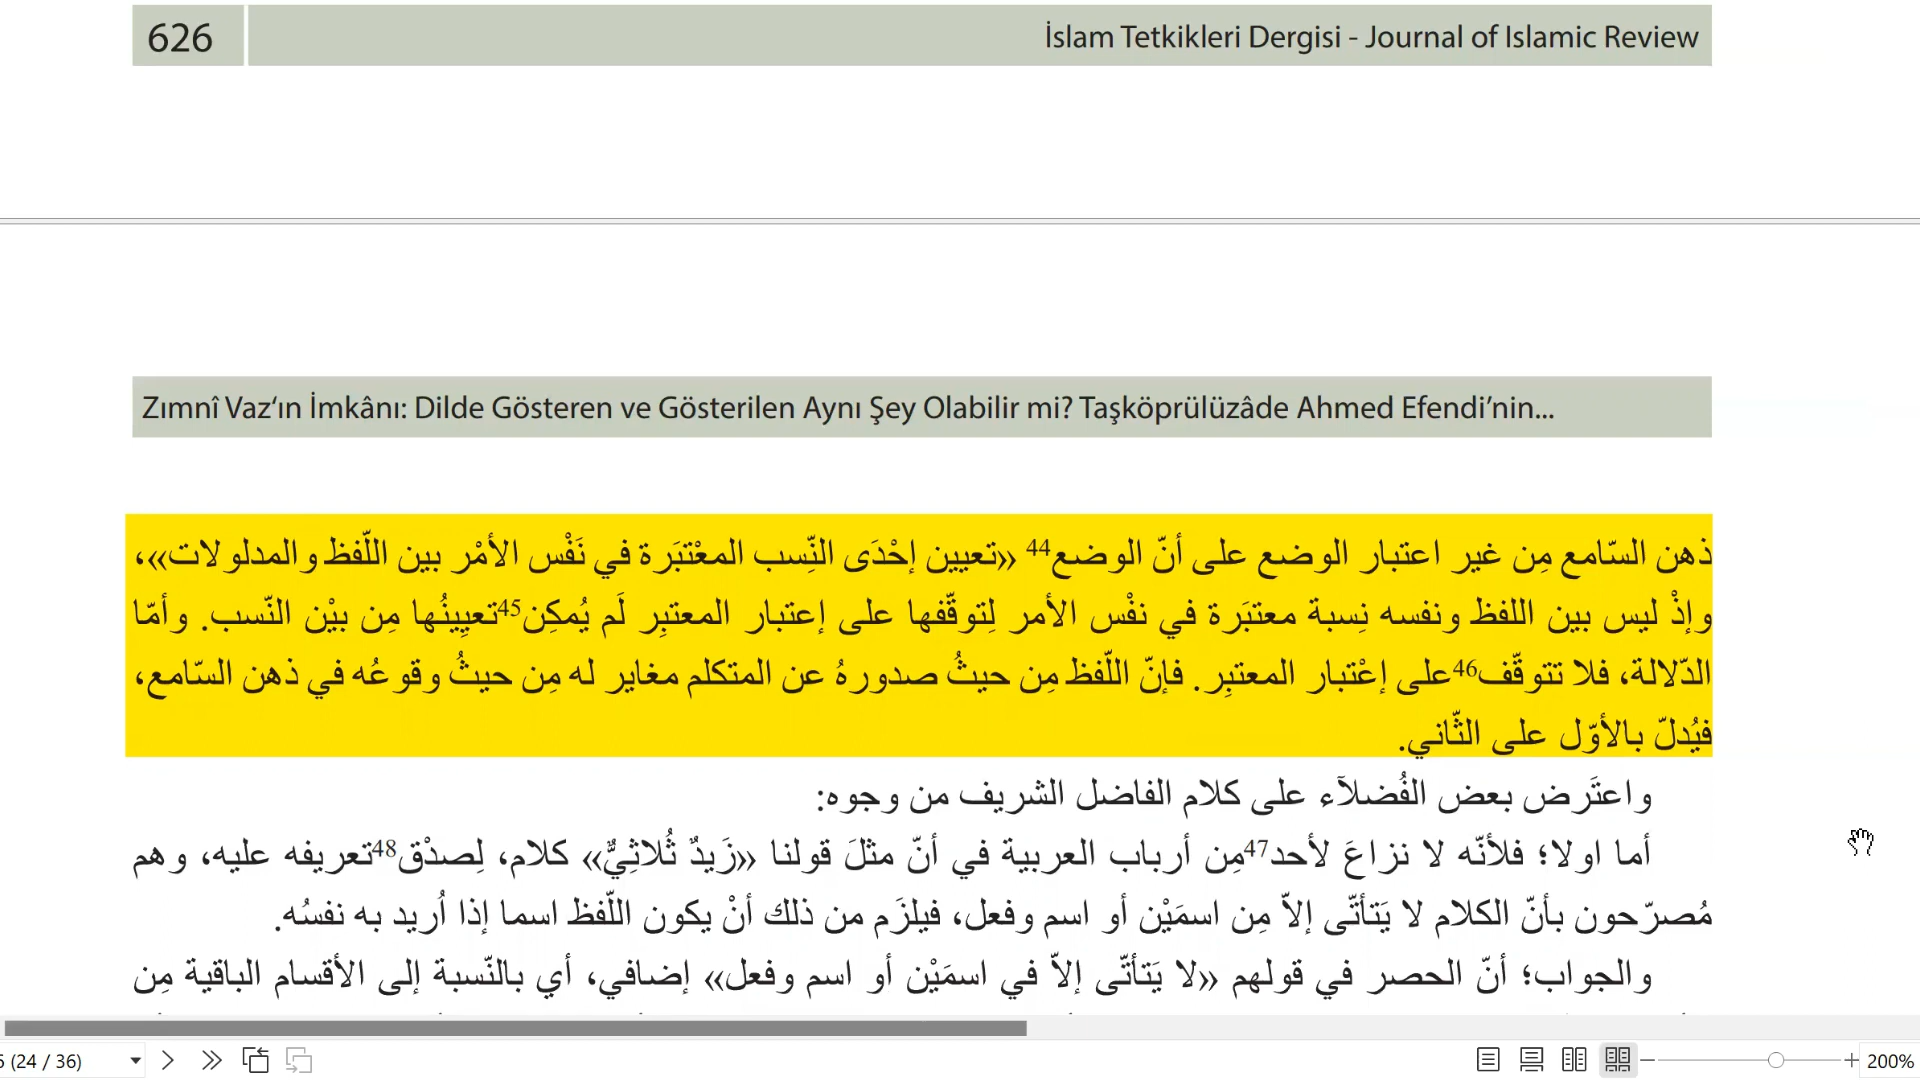 626
İslam Tetkikleri Dergisi - Journal of Islamic Review
Zımnî Vaz‘ın İmkânı: Dilde Gösteren ve Gösterilen Aynı Şey Olabilir mi? Taşköprülüzâde Ahmed Efendi’nin...
ذهن السّامع مِن غير اعتبار الوضع على أنّ الوضع44 «تعيين إحْدَى النِّسب المعْتبَرة في نَفْس الأمْر بين اللّفظ والمدلولات»،
وإذْ ليس بين اللفظ ونفسه نِسبة معتبَرة في نفْس الأمر لِتوقّفها على إعتبار المعتبِر لَم يُمكِن45تعيِينُها مِن بيْن النّسب. وأمّا
الدّلالة، فلا تتوقّف46على إعْتبار المعتبِر. فإنّ اللّفظ مِن حيثُ صدورهُ عن المتكلم مغاير له مِن حيثُ وقوعُه في ذهن السّامع،
فيُدلّ بالأوّل على الثّاني.
واعتَرض بعض الفُضلآء على كلام الفاضل الشريف من وجوه:
أما اولا؛ فلأنّه لا نزاعَ لأحد47مِن أرباب العربية في أنّ مثلَ قولنا «زَيدٌ ثُلاثِيٌّ» كلام، لِصدْق48تعريفه عليه، وهم
مُصرّحون بأنّ الكلام لا يَتأتّى إلاّ مِن اسمَيْن أو اسم وفعل، فيلزَم من ذلك أنْ يكون اللّفظ اسما إذا أُريد به نفسُه.
والجواب؛ أنّ الحصر في قولهم «لا يَتأتّى إلاّ في اسمَيْن أو اسم وفعل» إضافي، أي بالنّسبة إلى الأقسام الباقية مِن
6 (24 / 36)
200%